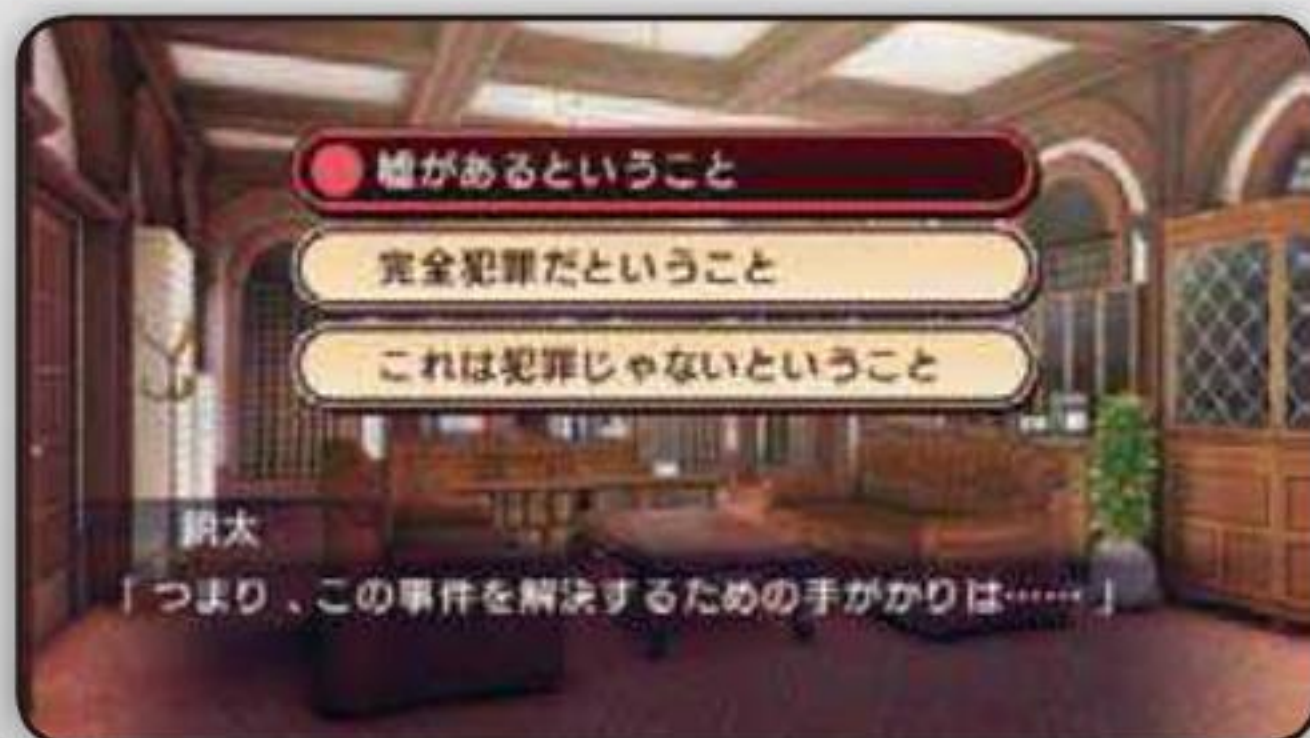 嘘があるということ
完全犯罪だということ
これは犯罪じゃないということ
鋭太
「つまり、この事件を解決するための手がかりは……」